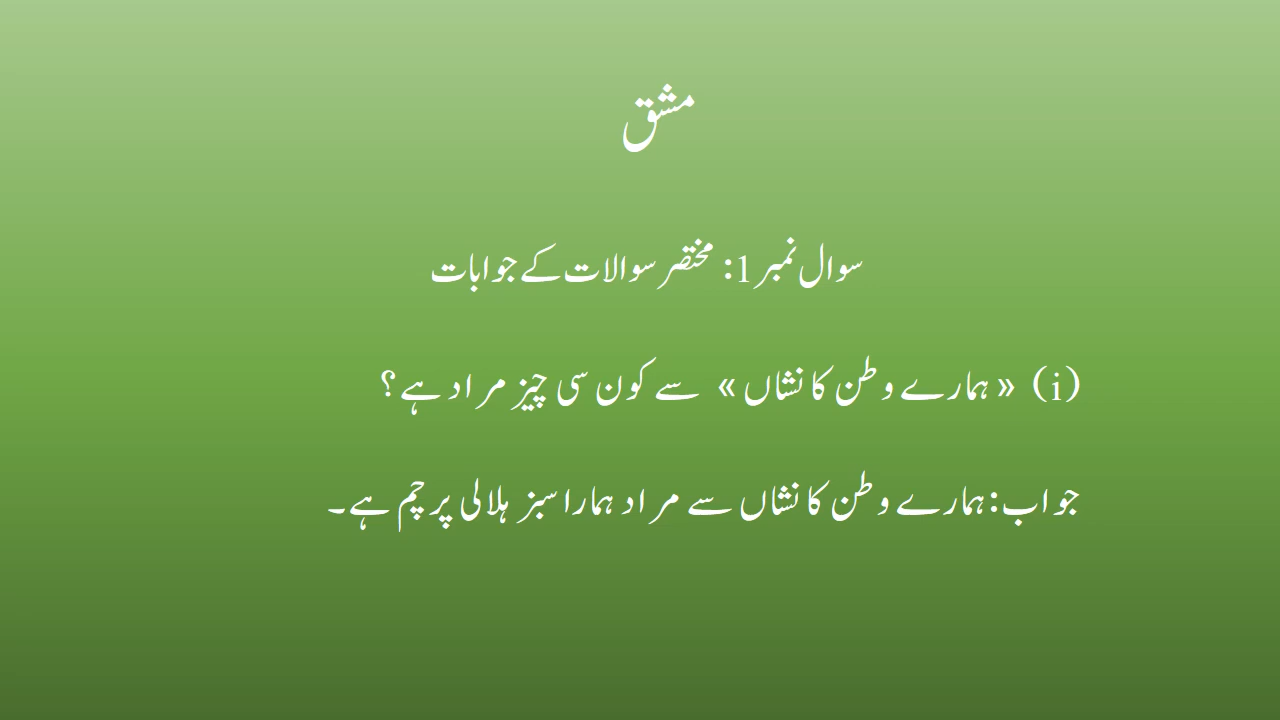 مشق
سوال نمبر 1: مختصر سوالات کے جوابات
(i) « ہمارے وطن کا نشاں » سے کون سی چیز مراد ہے ؟
جواب: ہمارے وطن کا نشاں سے مراد ہمارا سبز ہلالی پرچم ہے۔